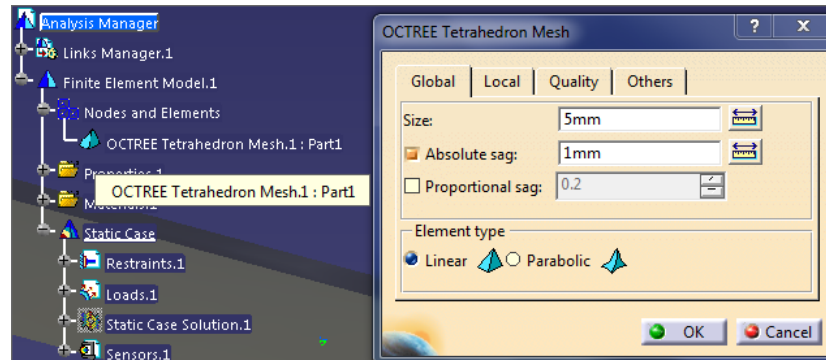 Analysis Manager
Links Manager.1
Finite Element Model.1
Nodes and Elements
OCTREE Tetrahedron Mesh.1 : Part1
Properties.1
OCTREE Tetrahedron Mesh.1 : Part1
Materials.1
Static Case
Restraints.1
Loads.1
Static Case Solution.1
Sensors.1
OCTREE Tetrahedron Mesh
? X
Global Local Quality Others
Size: 5mm
Absolute sag: 1mm
Proportional sag: 0.2
Element type
Linear Parabolic
OK Cancel